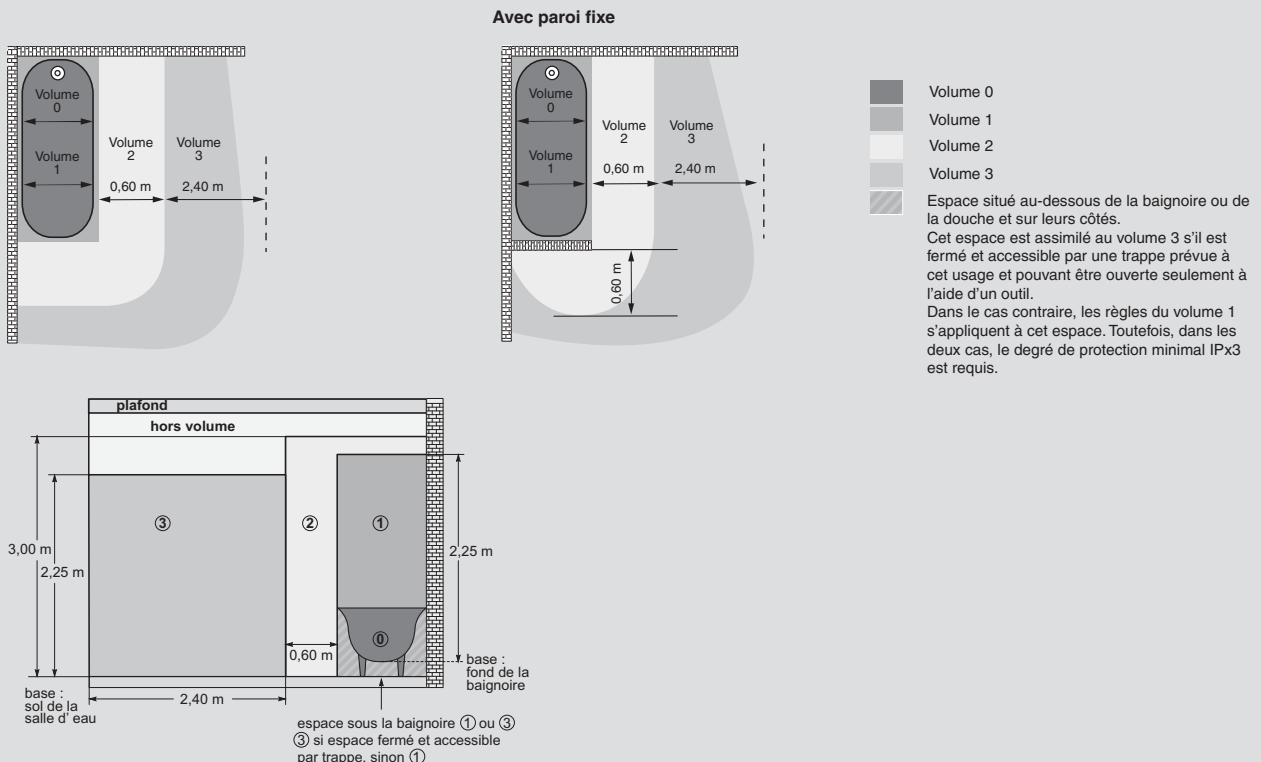 Avec paroi fixe
Volume
0
Volume
1
Volume
2
0,60 m
Volume
3
2,40 m
Volume
0
Volume
1
Volume
2
0,60 m
Volume
3
2,40 m
0,60 m
Volume 0
Volume 1
Volume 2
Volume 3
Espace situé au-dessous de la baignoire ou de
la douche et sur leurs côtés.
Cet espace est assimilé au volume 3 s'il est
fermé et accessible par une trappe prévue à
cet usage et pouvant être ouverte seulement à
l'aide d'un outil.
Dans le cas contraire, les règles du volume 1
s'appliquent à cet espace. Toutefois, dans les
deux cas, le degré de protection minimal IPx3
est requis.
plafond
hors volume
③
②
①
3,00 m
2,25 m
2,25 m
⓪
0,60 m
base :
fond de la
baignoire
base :
sol de la
salle d' eau
2,40 m
espace sous la baignoire ① ou ③
③ si espace fermé et accessible
par trappe, sinon ①